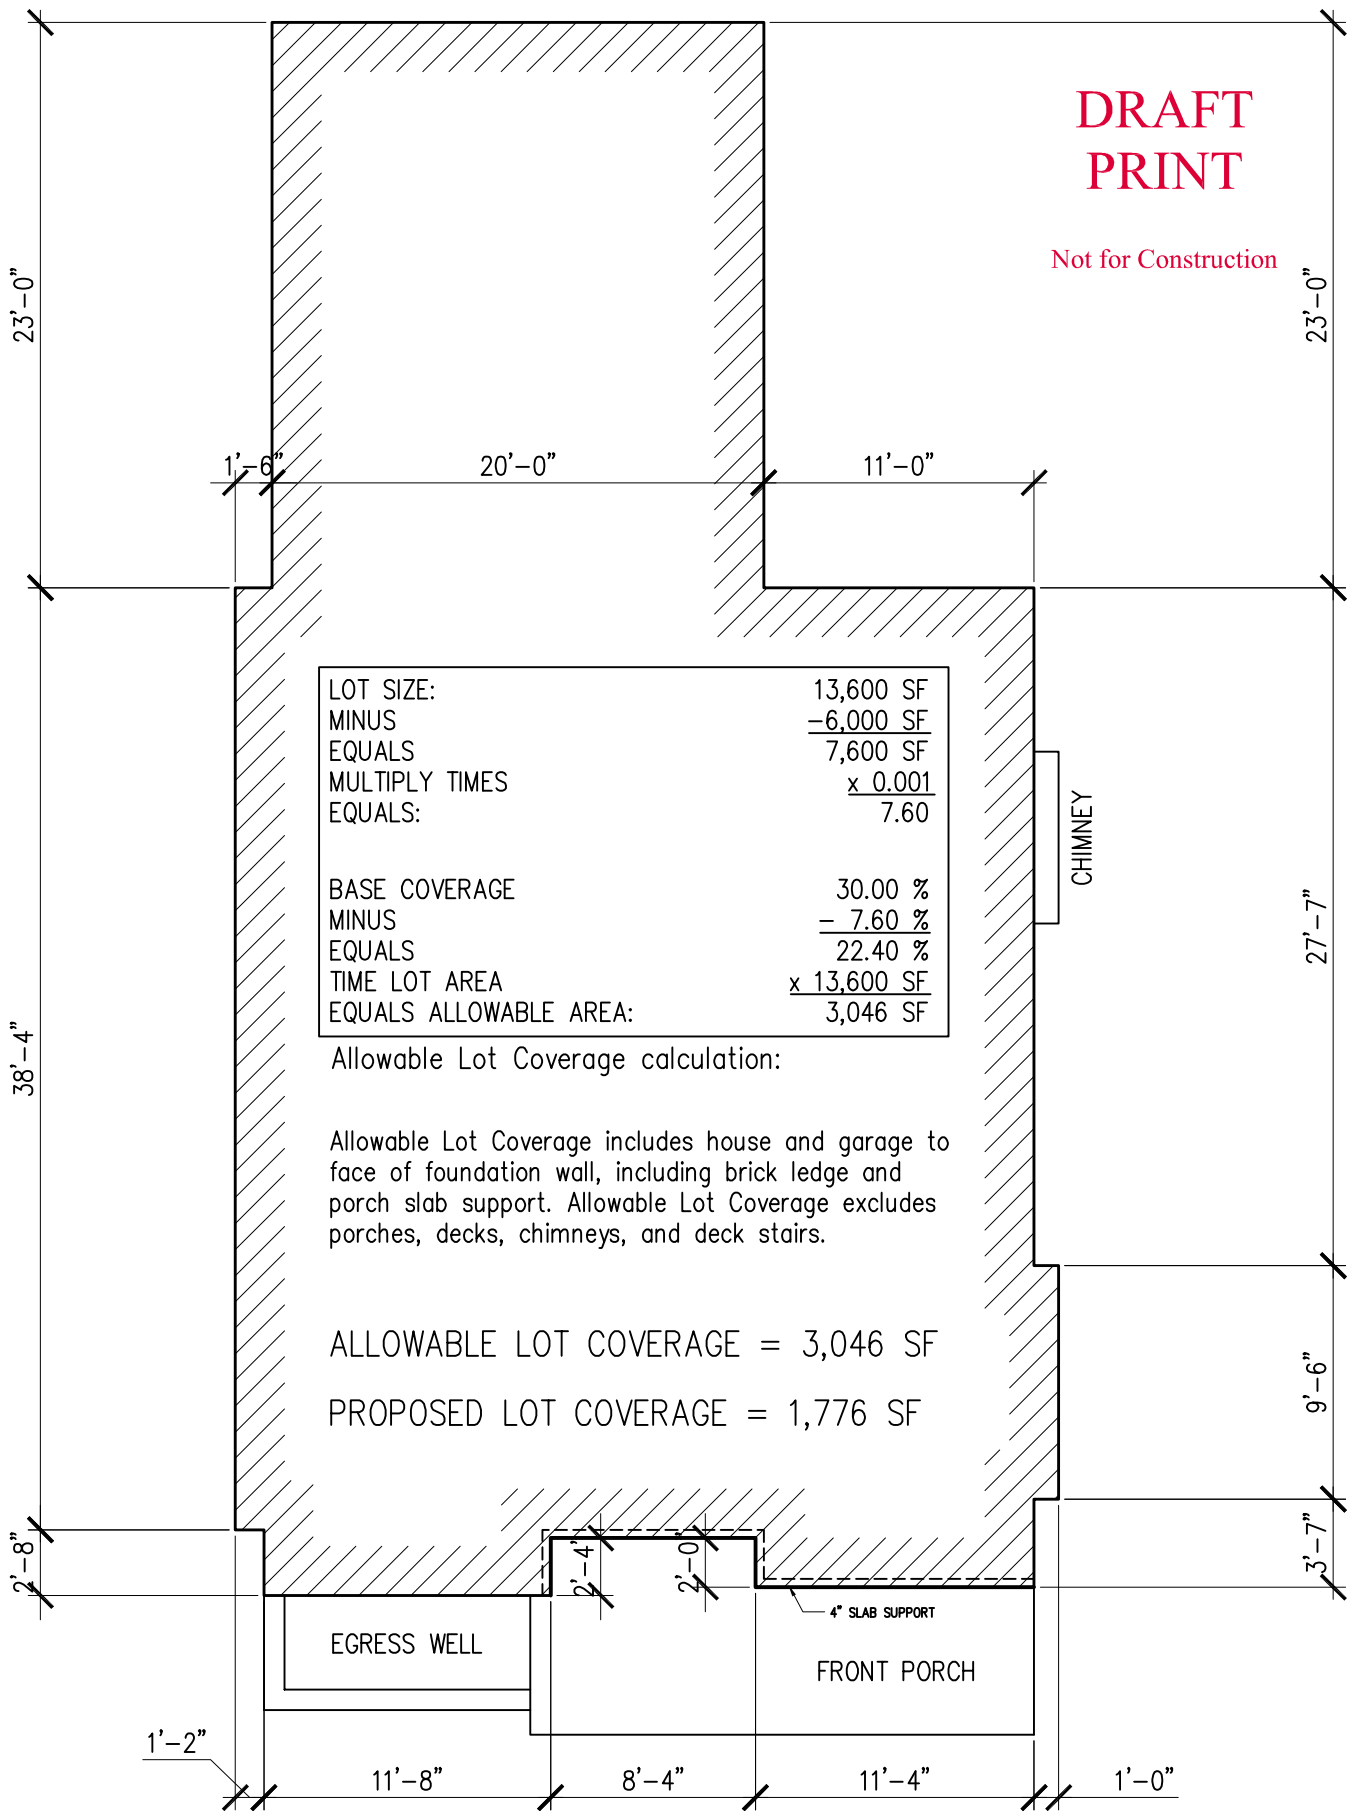 DRAFT
PRINT
Not for Construction
23'-0"
23'-0"
1'-6"
20'-0"
11'-0"
LOT SIZE: 13,600 SF
MINUS -6,000 SF
EQUALS 7,600 SF
MULTIPLY TIMES x 0.001
EQUALS: 7.60
BASE COVERAGE 30.00 %
MINUS - 7.60 %
EQUALS 22.40 %
TIME LOT AREA x 13,600 SF
EQUALS ALLOWABLE AREA: 3,046 SF
CHIMNEY
27'-7"
38'-4"
Allowable Lot Coverage calculation:
Allowable Lot Coverage includes house and garage to
face of foundation wall, including brick ledge and
porch slab support. Allowable Lot Coverage excludes
porches, decks, chimneys, and deck stairs.
ALLOWABLE LOT COVERAGE = 3,046 SF
PROPOSED LOT COVERAGE = 1,776 SF
9'-6"
2'-8"
2'-4"
2'-0"
3'-7"
4" SLAB SUPPORT
EGRESS WELL
FRONT PORCH
1'-2"
11'-8"
8'-4"
11'-4"
1'-0"